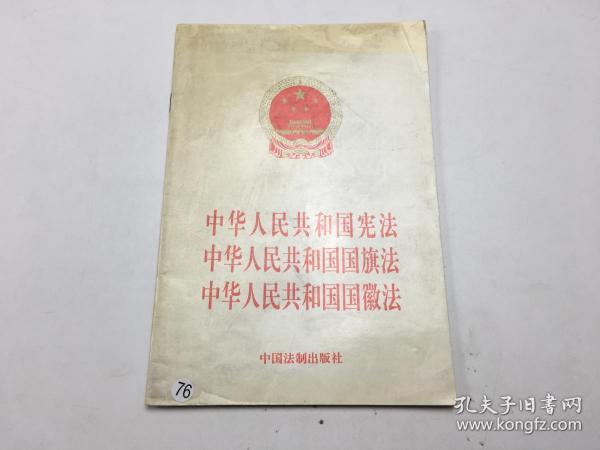 中华人民共和国宪法
中华人民共和国国旗法
中华人民共和国国徽法
中国法制出版社
76
孔夫子旧书网
www.kongfz.com